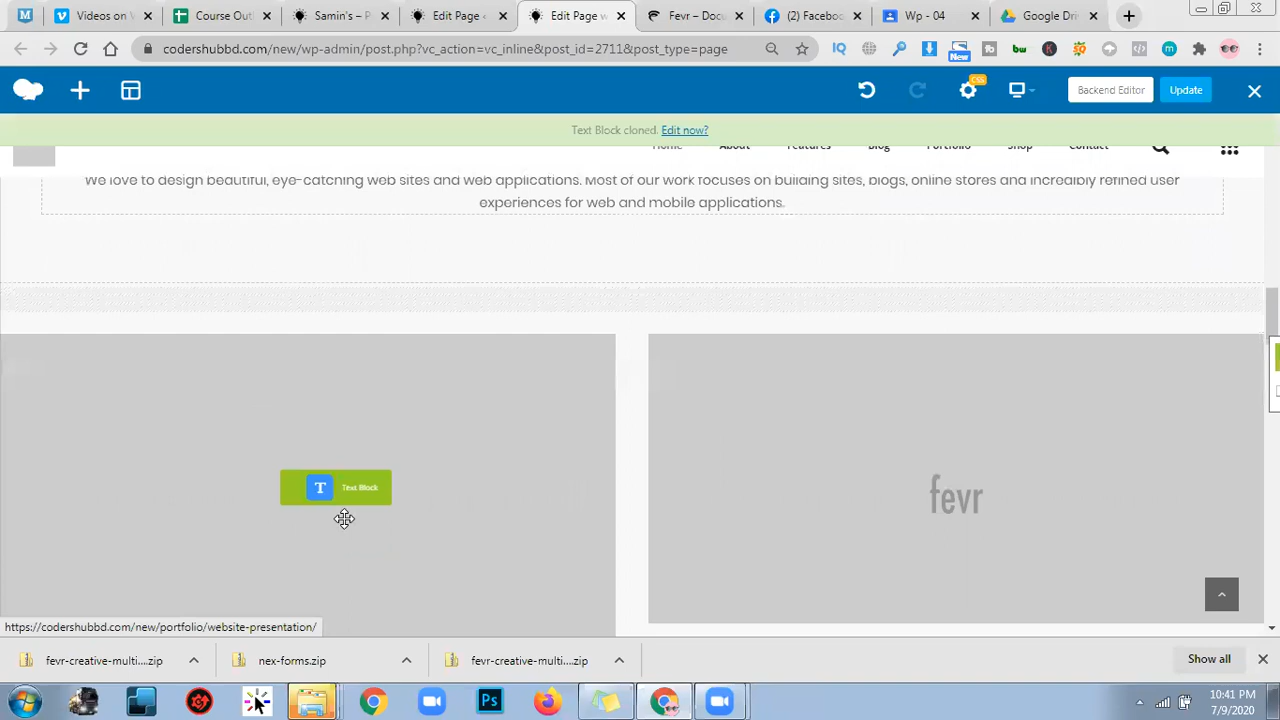 Videos on V
Course Outl
Samin's – P
Edit Page
Edit Page w
Fevr – Docu
(2) Facebo
Wp - 04
Google Dri
codershubbd.com/new/wp-admin/post.php?vc_action=vc_inline&post_id=2711&post_type=page
New
CSS
Backend Editor
Update
Text Block cloned. Edit now?
Home
About
Features
Blog
Portfolio
Shop
Contact
We love to design beautiful, eye-catching web sites and web applications. Most of our work focuses on building sites, blogs, online stores and incredibly refined user
experiences for web and mobile applications.
T Text Block
fevr
https://codershubbd.com/new/portfolio/website-presentation/
fevr-creative-multi....zip
nex-forms.zip
fevr-creative-multi....zip
Show all
Ps
10:41 PM
7/9/2020